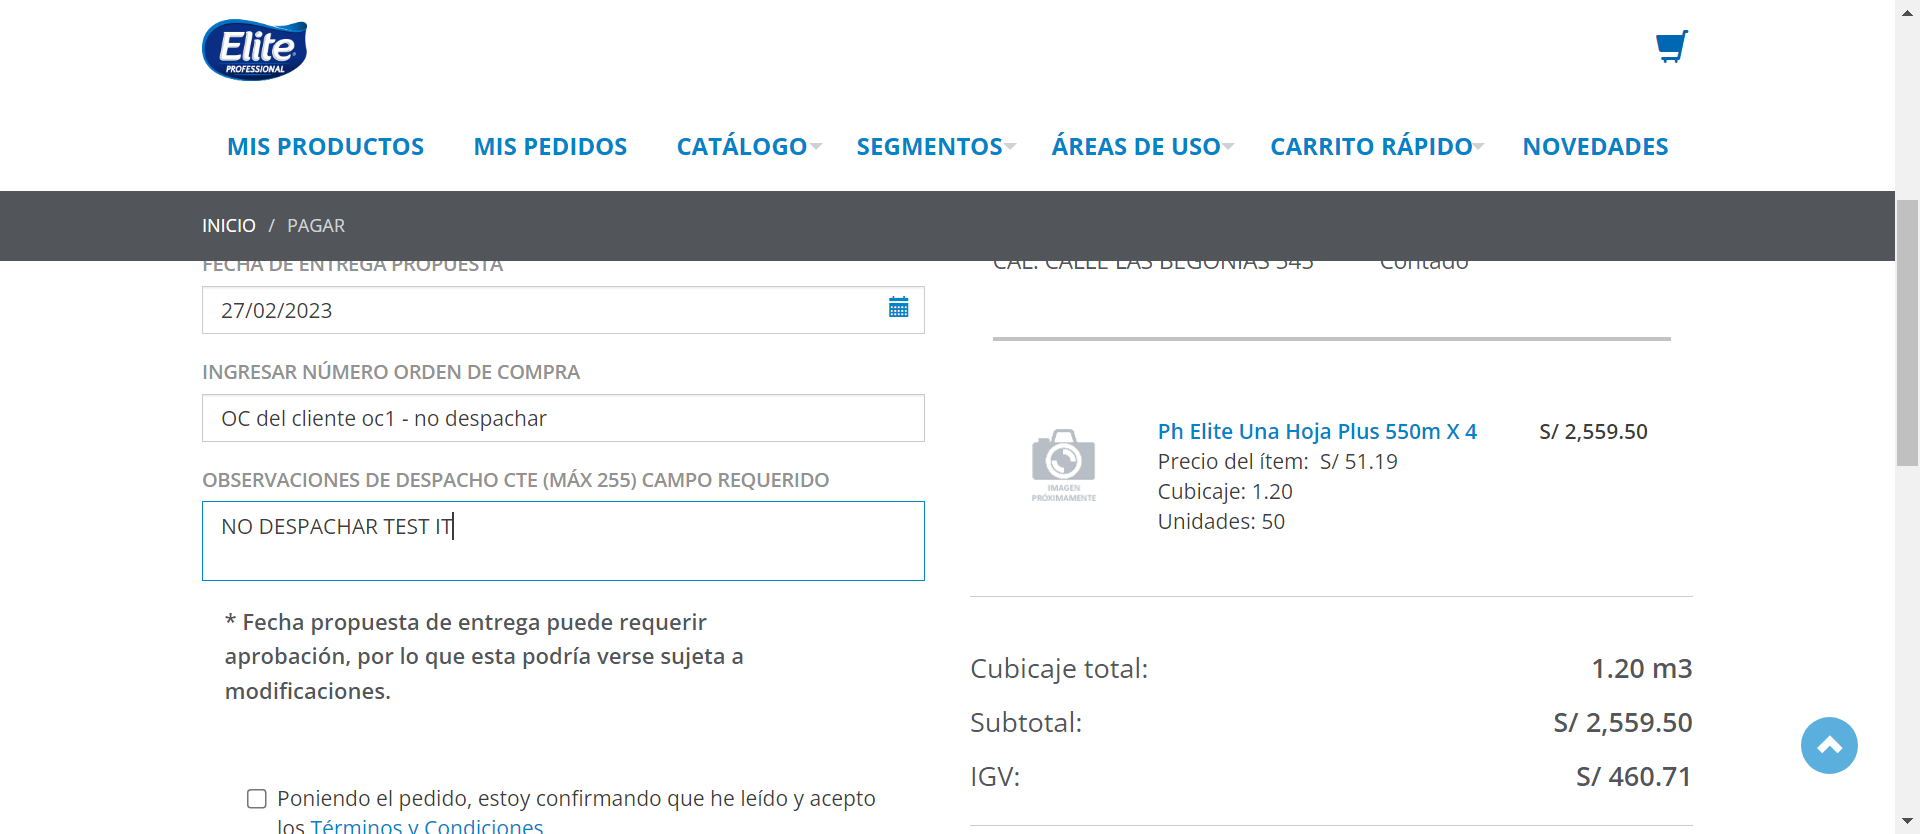 Elite
PROFESSIONAL
MIS PRODUCTOS
MIS PEDIDOS
CATÁLOGO
SEGMENTOS
ÁREAS DE USO
CARRITO RÁPIDO
NOVEDADES
INICIO / PAGAR
FECHA DE ENTREGA PROPUESTA
27/02/2023
INGRESAR NÚMERO ORDEN DE COMPRA
OC del cliente oc1 - no despachar
OBSERVACIONES DE DESPACHO CTE (MÁX 255) CAMPO REQUERIDO
NO DESPACHAR TEST IT
* Fecha propuesta de entrega puede requerir
aprobación, por lo que esta podría verse sujeta a
modificaciones.
Poniendo el pedido, estoy confirmando que he leído y acepto
los Términos y Condiciones
CAL. CALLE LAS BEGONIAS 545
Contado
IMAGEN
PRÓXIMAMENTE
Ph Elite Una Hoja Plus 550m X 4
S/ 2,559.50
Precio del ítem: S/ 51.19
Cubicaje: 1.20
Unidades: 50
Cubicaje total: 1.20 m3
Subtotal: S/ 2,559.50
IGV: S/ 460.71